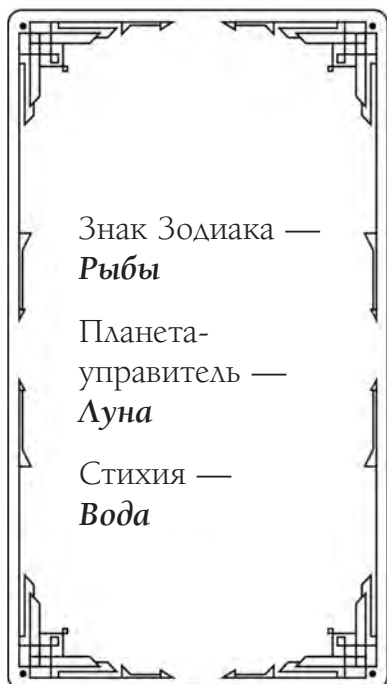 Знак Зодиака —
Рыбы
Планета-
управитель —
Луна
Стихия —
Вода